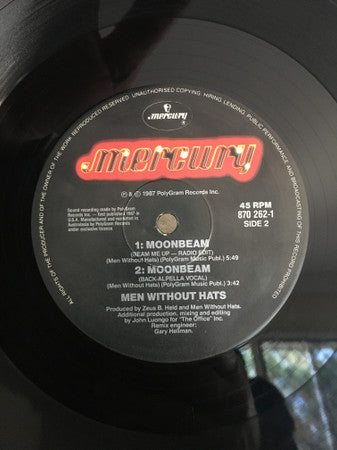 ALL RIGHTS OF THE PRODUCER AND OF THE OWNER OF THE WORK REPRODUCED RESERVED. UNAUTHORISED COPYING, HIRING, LENDING, PUBLIC PERFORMANCE AND BROADCASTING OF THIS RECORD PROHIBITED
mercury
mercury
℗ & © 1987 PolyGram Records Inc.
Sound recording made by PolyGram
Records Inc. — first published 1987 in
U.S.A. Manufactured and marketed in
Australia by PolyGram Records
under exclusive licence.
45 RPM
870 262-1
SIDE 2
1: MOONBEAM
(BEAM ME UP — RADIO EDIT)
(Men Without Hats) (PolyGram Music Publ.) 5:49
2: MOONBEAM
(BACK-ALPELLA VOCAL)
(Men Without Hats) (PolyGram Music Publ.) 3:42
MEN WITHOUT HATS
Produced by Zeus B. Held and Men Without Hats.
Additional production, mixing and editing
by John Luongo for "The Office" Inc.
Remix engineer:
Gary Hellman.